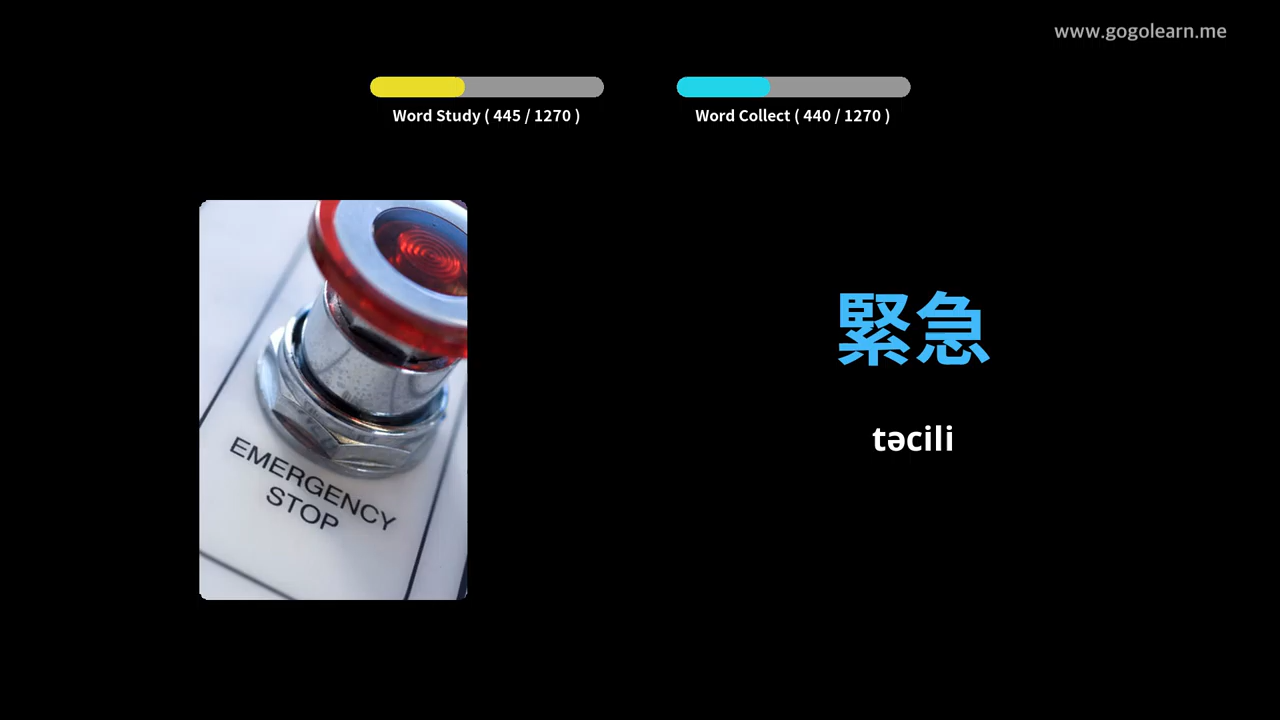 www.gogolearn.me
Word Study ( 445 / 1270 )
Word Collect ( 440 / 1270 )
EMERGENCY
STOP
緊急
təcili